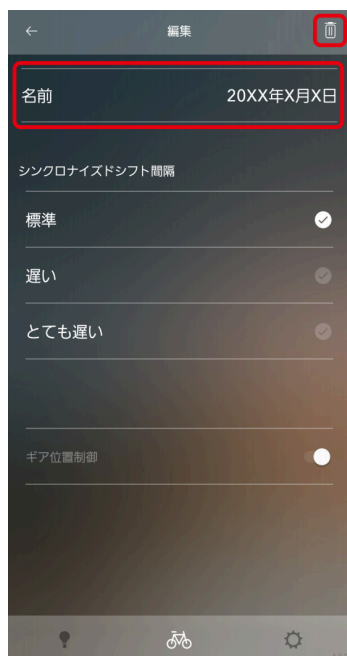 編集
名前 20XX年X月X日
シンクロナイズドシフト間隔
標準
遅い
とても遅い
ギア位置制御